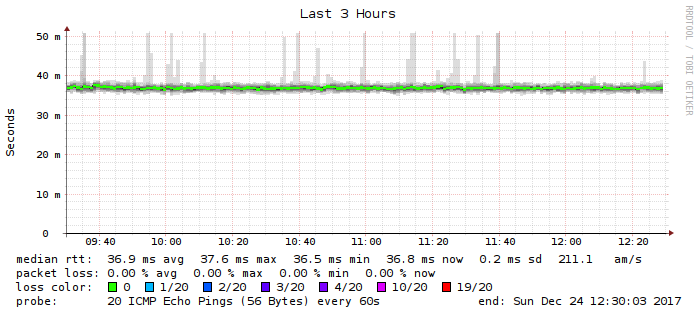 Last 3 Hours
RRDTOOL / TOBI OETIKER
Seconds
50 m
40 m
30 m
20 m
10 m
0
09:40 10:00 10:20 10:40 11:00 11:20 11:40 12:00 12:20
median rtt: 36.9 ms avg 37.6 ms max 36.5 ms min 36.8 ms now 0.2 ms sd 211.1 am/s
packet loss: 0.00 % avg 0.00 % max 0.00 % min 0.00 % now
loss color: 0 1/20 2/20 3/20 4/20 10/20 19/20
probe: 20 ICMP Echo Pings (56 Bytes) every 60s end: Sun Dec 24 12:30:03 2017